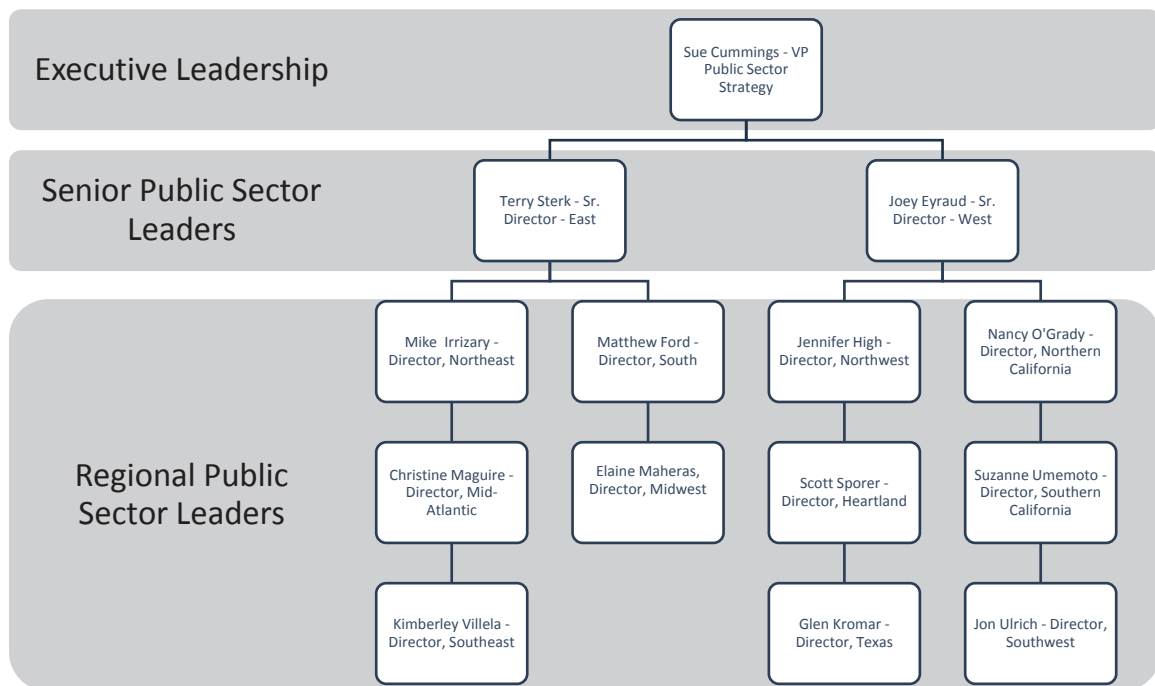 Executive Leadership
Sue Cummings - VP
Public Sector
Strategy
Senior Public Sector
Leaders
Terry Sterk - Sr.
Director - East
Joey Eyraud - Sr.
Director - West
Regional Public
Sector Leaders
Mike  Irrizary -
Director, Northeast
Matthew Ford -
Director, South
Jennifer High -
Director, Northwest
Nancy O'Grady -
Director, Northern
California
Christine Maguire -
Director, Mid-
Atlantic
Elaine Maheras,
Director, Midwest
Scott Sporer -
Director, Heartland
Suzanne Umemoto -
Director, Southern
California
Kimberley Villela -
Director, Southeast
Glen Kromar -
Director, Texas
Jon Ulrich - Director,
Southwest